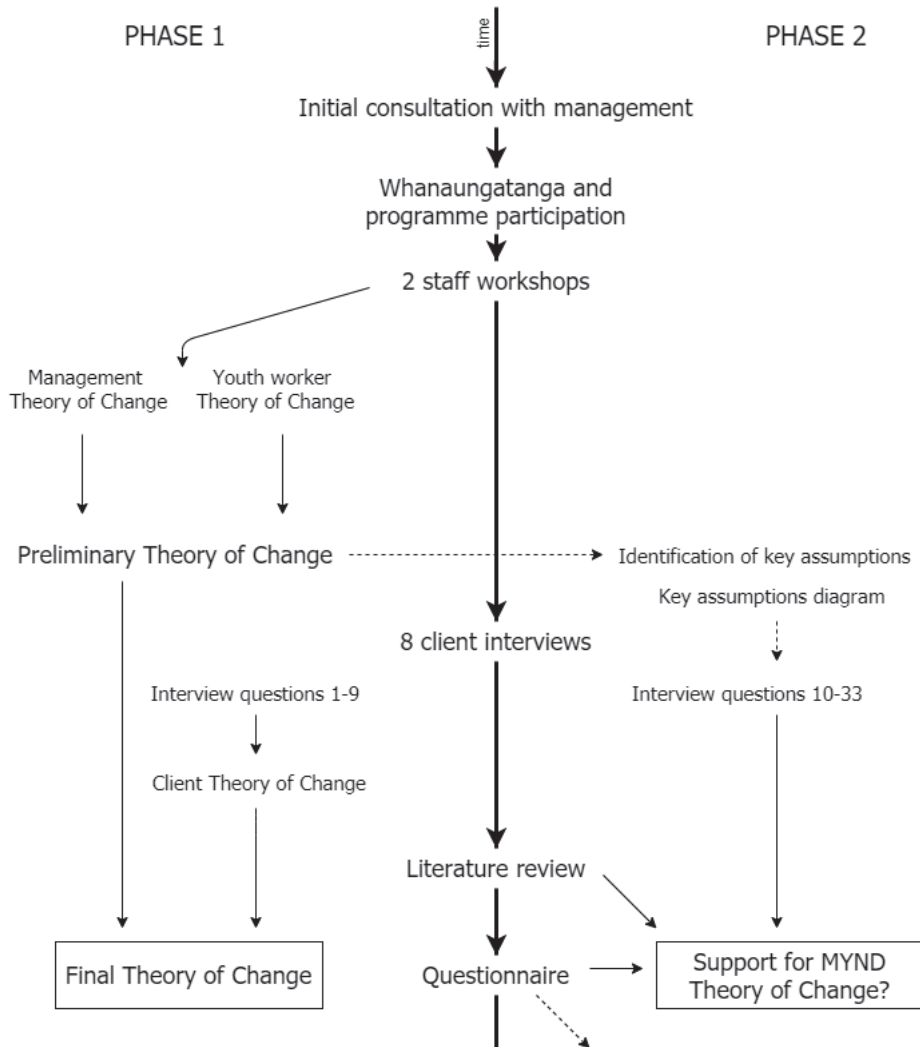 PHASE 1
time
PHASE 2
Initial consultation with management
Whanaungatanga and
programme participation
2 staff workshops
Management
Theory of Change
Youth worker
Theory of Change
Preliminary Theory of Change
Identification of key assumptions
Key assumptions diagram
8 client interviews
Interview questions 1-9
Interview questions 10-33
Client Theory of Change
Literature review
Final Theory of Change
Questionnaire
Support for MYND
Theory of Change?